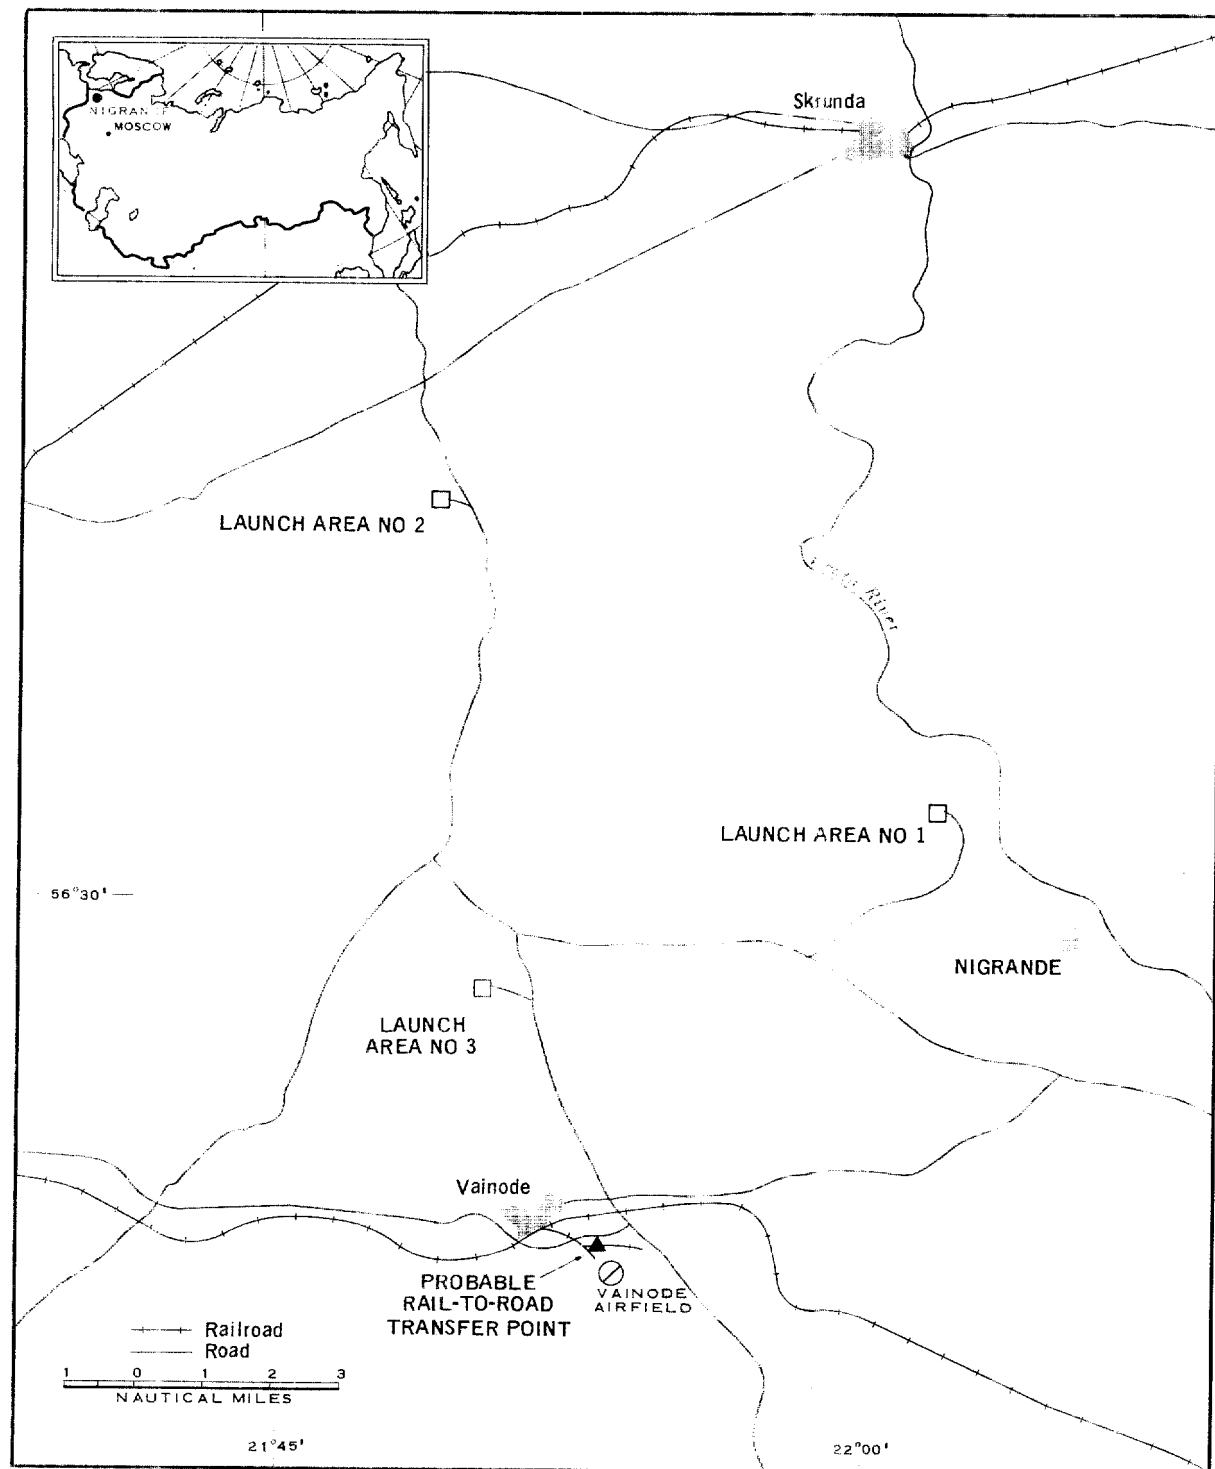 Skrunda
NIGRANDE
MOSCOW
LAUNCH AREA NO 2
River
LAUNCH AREA NO 1
56°30'
NIGRANDE
LAUNCH
AREA NO 3
Vainode
PROBABLE
RAIL-TO-ROAD
TRANSFER POINT
VAINODE
AIRFIELD
Railroad
Road
1 0 1 2 3
NAUTICAL MILES
21°45'
22°00'